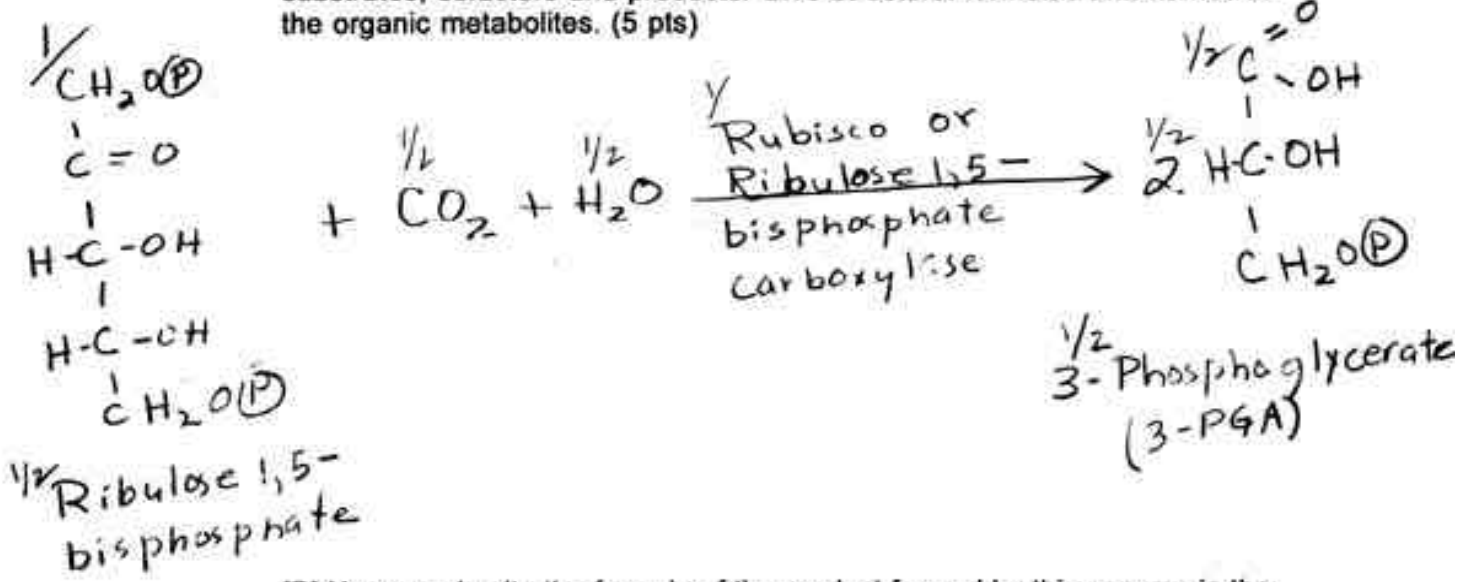 the organic metabolites. (5 pts)
1/ CH₂OⓅ
C = O
H-C-OH
H-C-OH
CH₂OⓅ
1/2 Ribulose 1,5-
bisphosphate
+ 1/2 CO₂ + 1/2 H₂O
1/ Rubisco or
Ribulose 1,5-
bisphosphate
carboxylase
→
1/2 C=O
-OH
1/2 2 H-C-OH
CH₂OⓅ
1/2
3-Phosphoglycerate
(3-PGA)